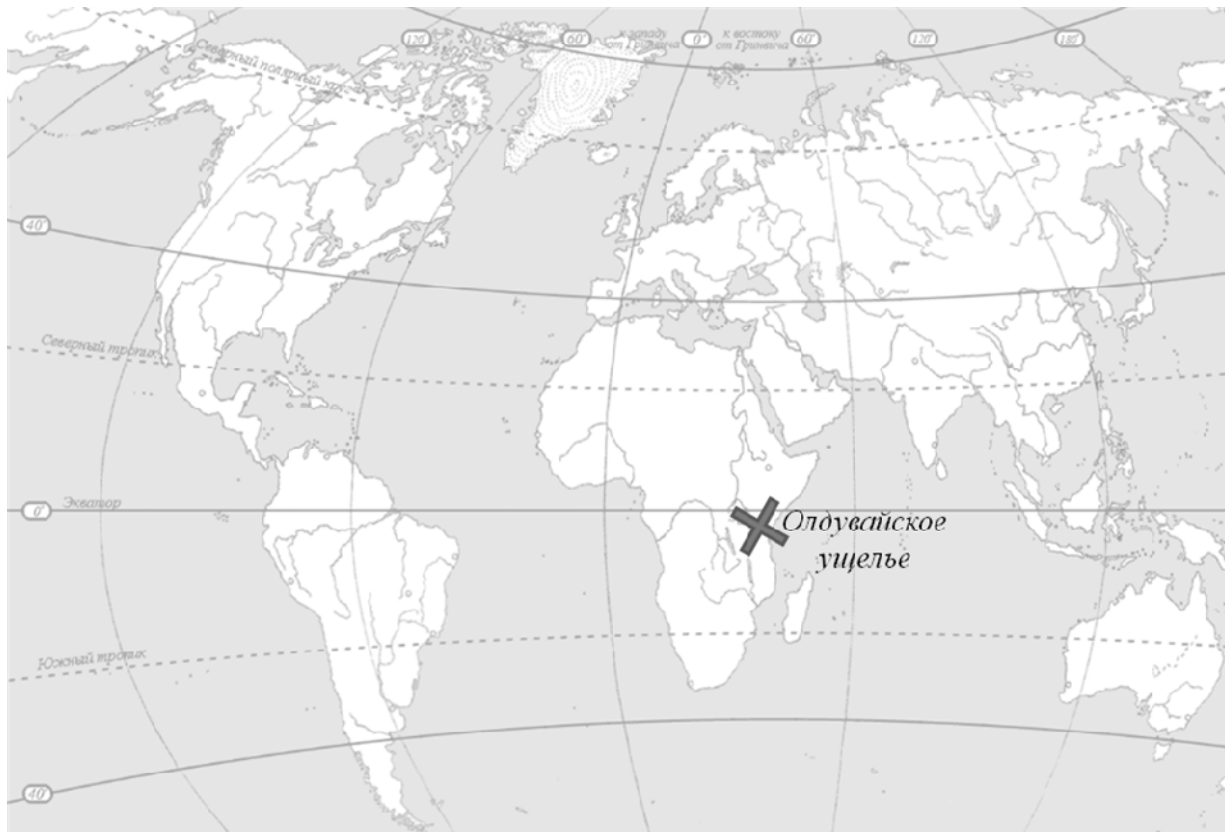 120°
60°
к западу
от Гринвича
0°
к востоку
от Гринвича
60°
120°
180°
Северный полярный круг
40°
Северный тропик
0°
Экватор
Олдувайское
ущелье
Южный тропик
40°